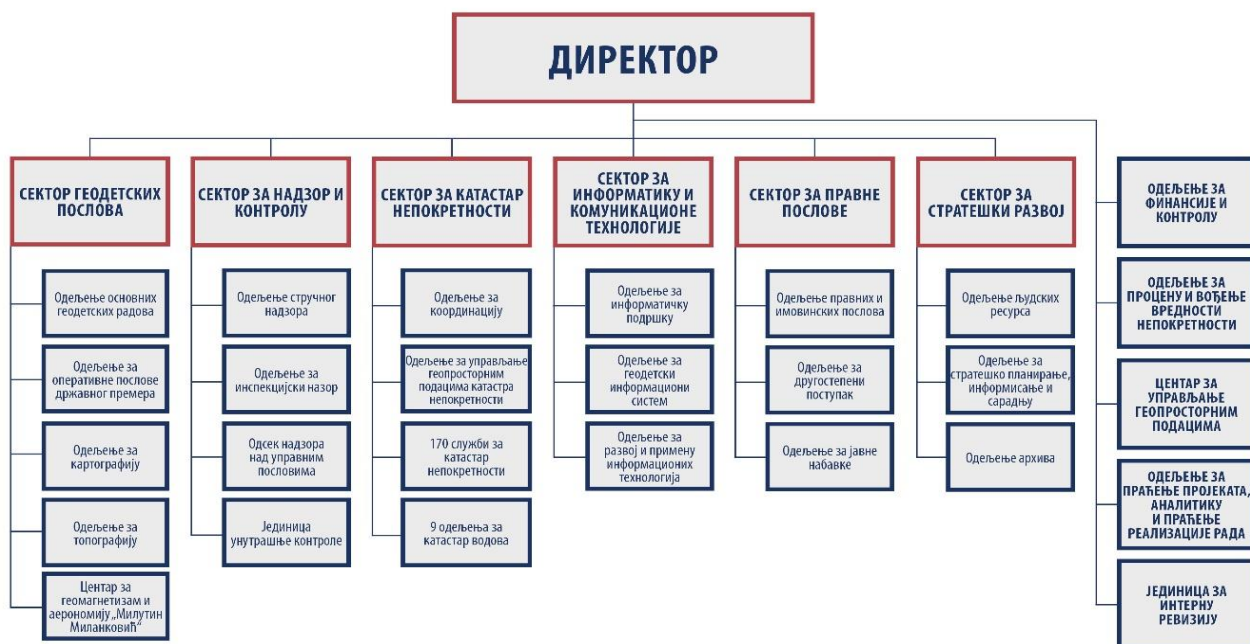 ДИРЕКТОР
СЕКТОР ГЕОДЕТСКИХ
ПОСЛОВА
Одељење основних
геодетских радова
Одељење за
оперативне послове
државног премера
Одељење за
картографију
Одељење за
топографију
Центар за
геомагнетизам и
аерономију „Милутин
Миланковић“
СЕКТОР ЗА НАДЗОР И
КОНТРОЛУ
Одељење стручног
надзора
Одељење за
инспекцијски назор
Одсек надзора
над управним
пословима
Јединица
унутрашње контроле
СЕКТОР ЗА КАТАСТАР
НЕПОКРЕТНОСТИ
Одељење за
координацију
Одељење за управљање
геопросторним
подацима катастра
непокретности
170 служби за
катастар
непокретности
9 одељења за
катастар водова
СЕКТОР ЗА
ИНФОРМАТИКУ И
КОМУНИКАЦИОНЕ
ТЕХНОЛОГИЈЕ
Одељење за
информатичку
подршку
Одељење за
геодетски
информациони
систем
Одељење за
развој и примену
информационих
технологија
СЕКТОР ЗА ПРАВНЕ
ПОСЛОВЕ
Одељење правних и
имовинских послова
Одељење за
другостепени
поступак
Одељење за јавне
набавке
СЕКТОР ЗА
СТРАТЕШКИ РАЗВОЈ
Одељење људских
ресурса
Одељење за
стратешко планирање,
информисање и
сарадњу
Одељење архива
ОДЕЉЕЊЕ ЗА
ФИНАНСИЈЕ И
КОНТРОЛУ
ОДЕЉЕЊЕ ЗА
ПРОЦЕНУ И ВОЂЕЊЕ
ВРЕДНОСТИ
НЕПОКРЕТНОСТИ
ЦЕНТАР ЗА
УПРАВЉАЊЕ
ГЕОПРОСТОРНИМ
ПОДАЦИМА
ОДЕЉЕЊЕ ЗА
ПРАЋЕЊЕ ПРОЈЕКАТА,
АНАЛИТИКУ
И ПРАЋЕЊЕ
РЕАЛИЗАЦИЈЕ РАДА
ЈЕДИНИЦА ЗА
ИНТЕРНУ
РЕВИЗИЈУ